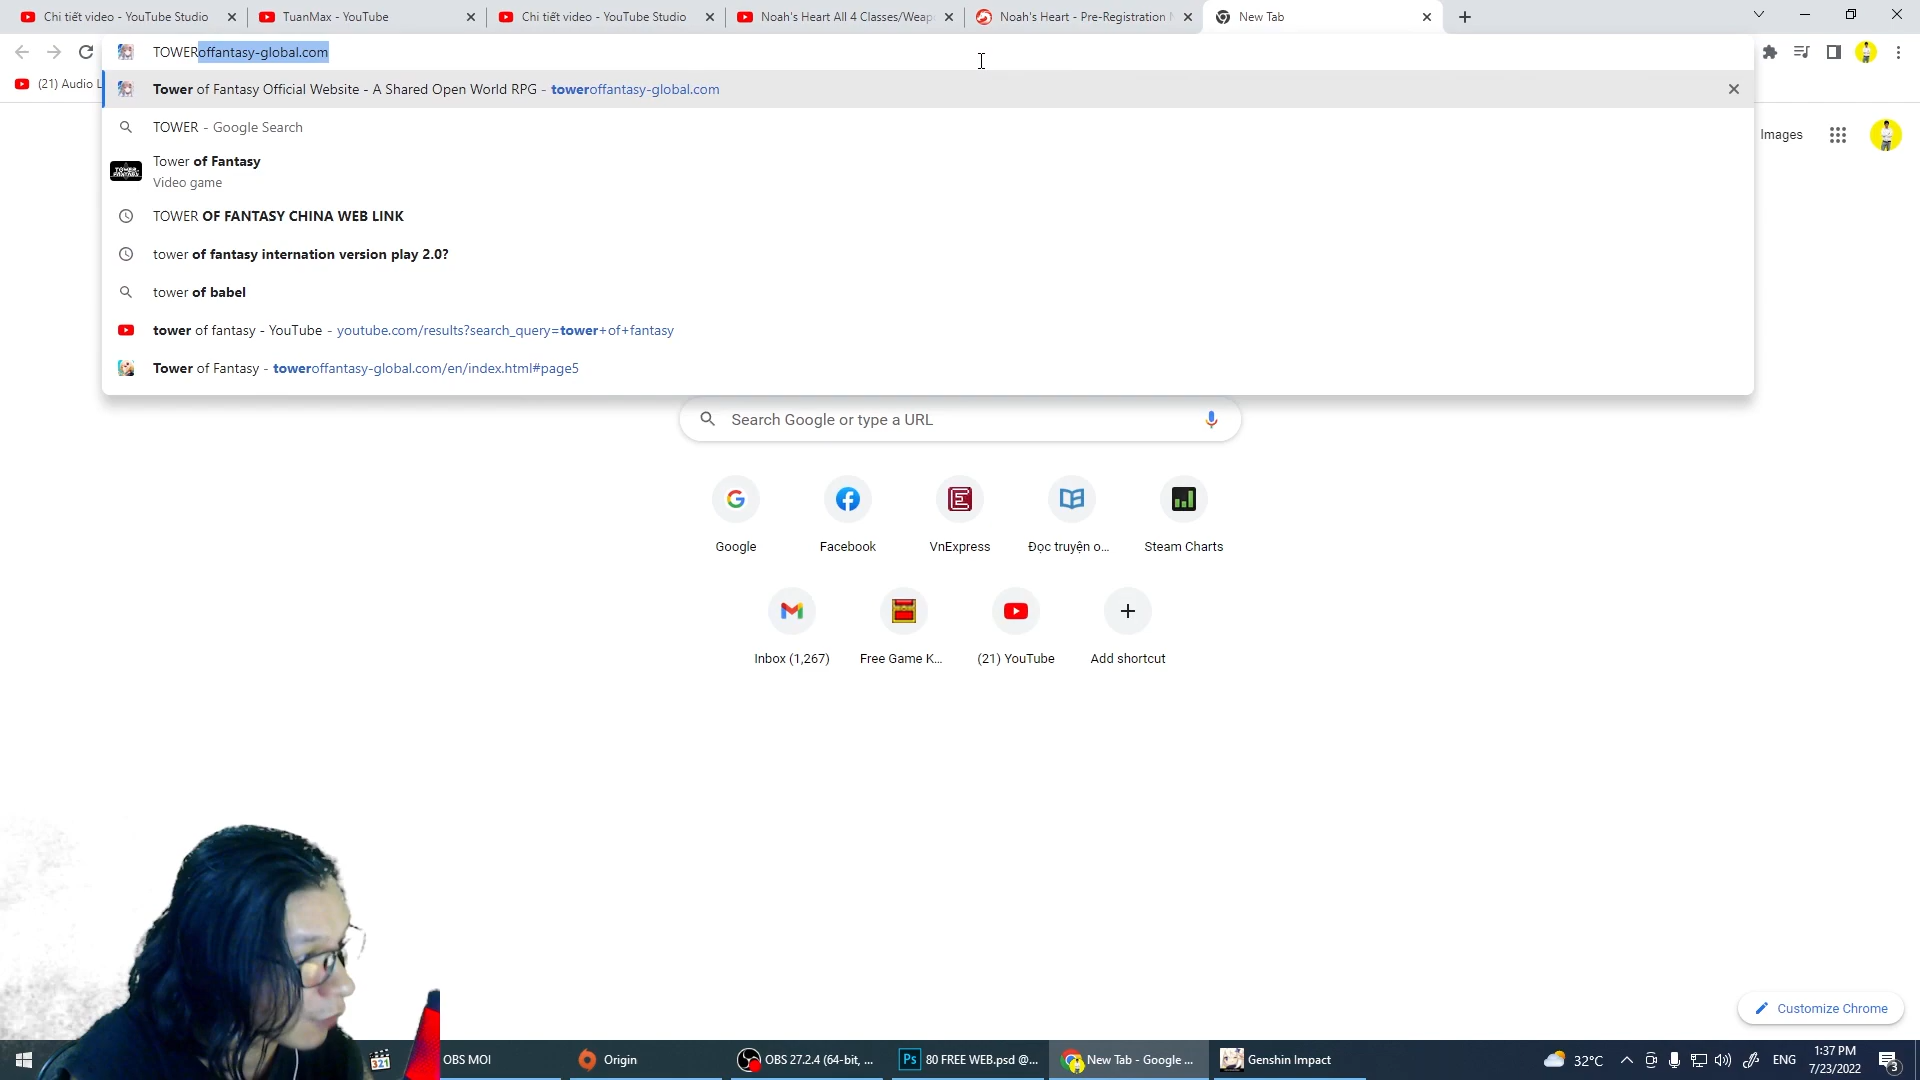 Chi tiết video - YouTube Studio
TuanMax - YouTube
Chi tiết video - YouTube Studio
Noah's Heart All 4 Classes/Weap
Noah's Heart - Pre-Registration
New Tab
TOWERoffantasy-global.com
(21) Audio L
Tower of Fantasy Official Website - A Shared Open World RPG - toweroffantasy-global.com
TOWER - Google Search
Tower of Fantasy
Video game
TOWER OF FANTASY CHINA WEB LINK
tower of fantasy internation version play 2.0?
tower of babel
tower of fantasy - YouTube - youtube.com/results?search_query=tower+of+fantasy
Tower of Fantasy - toweroffantasy-global.com/en/index.html#page5
Images
Search Google or type a URL
Google
Facebook
VnExpress
Đọc truyện o...
Steam Charts
Inbox (1,267)
Free Game K...
(21) YouTube
Add shortcut
Customize Chrome
321
OBS MOI
Origin
OBS 27.2.4 (64-bit, ...
Ps
80 FREE WEB.psd @...
New Tab - Google ...
Genshin Impact
32°C
ENG
1:37 PM
7/23/2022
3